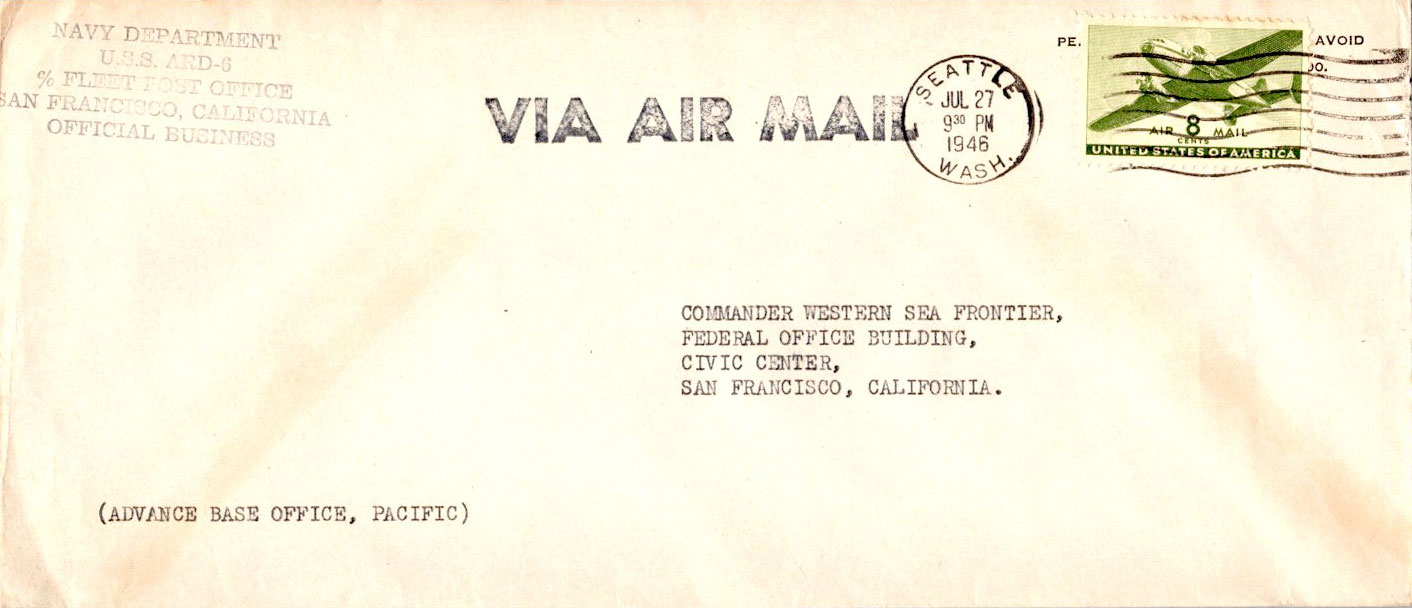 NAVY DEPARTMENT
U.S.S. ARD-6
% FLEET POST OFFICE
SAN FRANCISCO, CALIFORNIA
OFFICIAL BUSINESS
VIA AIR MAIL
SEATTLE
JUL 27
9 30 PM
1946
WASH.
PE.
AVOID
00.
AIR 8 MAIL
CENTS
UNITED STATES OF AMERICA
COMMANDER WESTERN SEA FRONTIER,
FEDERAL OFFICE BUILDING,
CIVIC CENTER,
SAN FRANCISCO, CALIFORNIA.
(ADVANCE BASE OFFICE, PACIFIC)